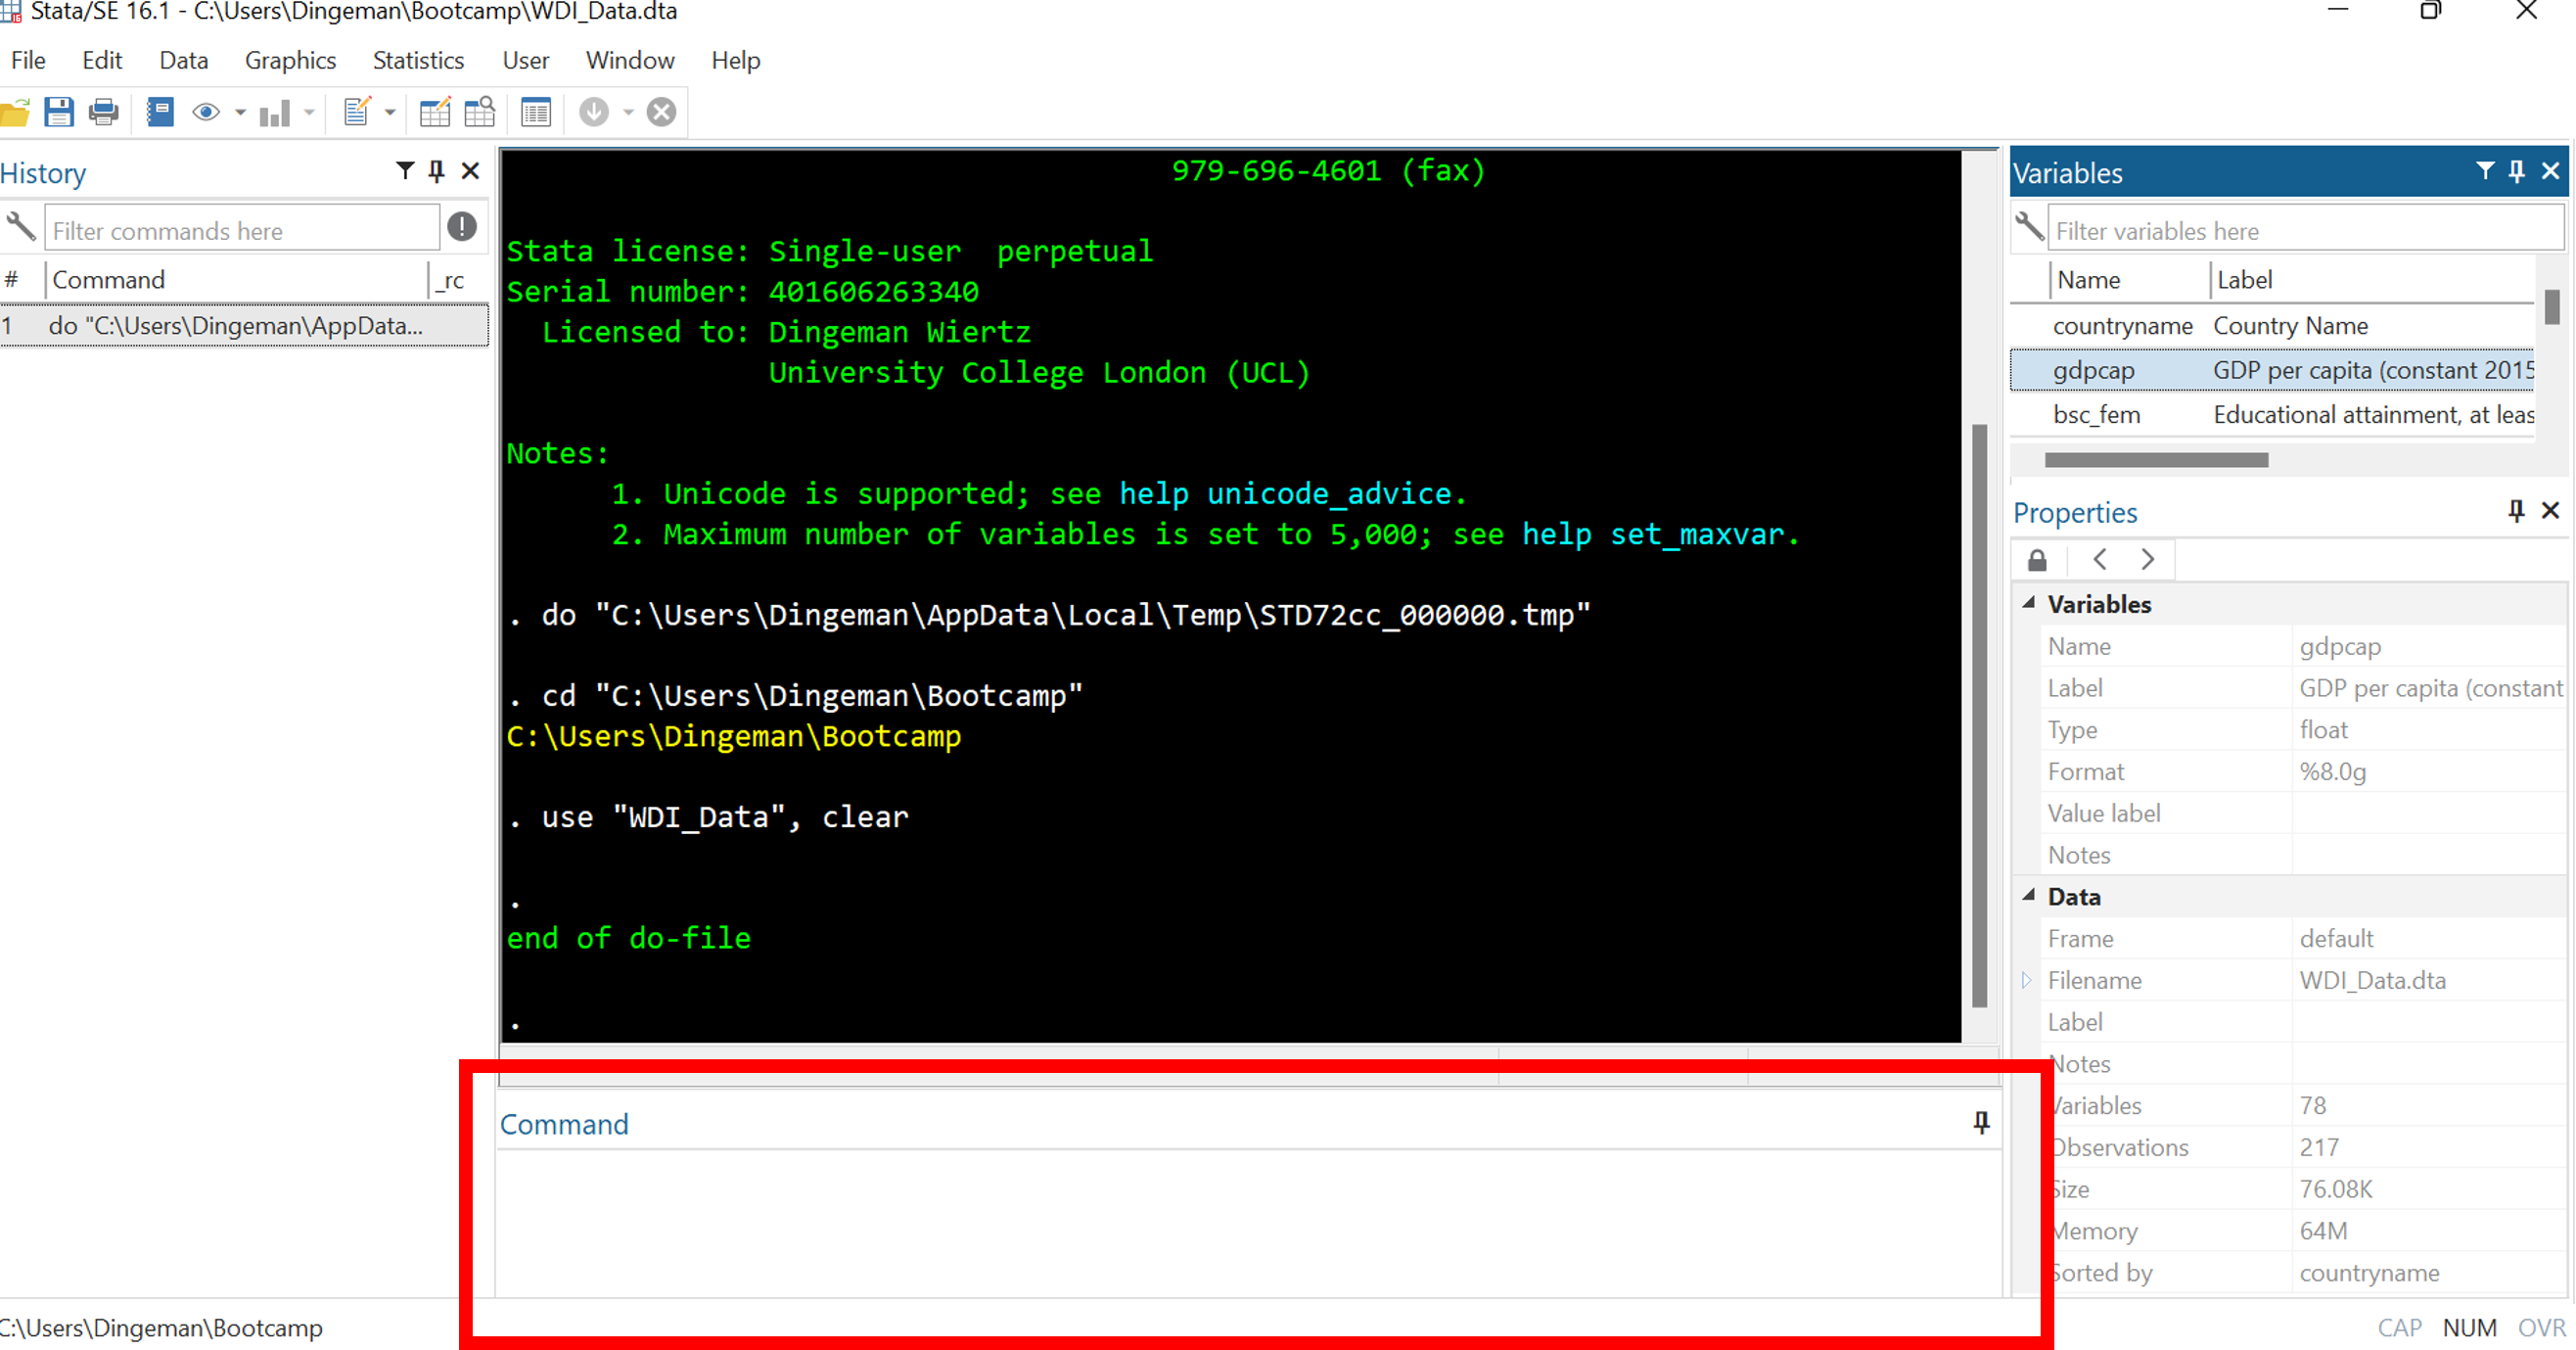 Stata/SE 16.1 - C:\Users\Dingeman\Bootcamp\WDI_Data.dta
File Edit Data Graphics Statistics User Window Help
History
Filter commands here
# Command _rc
1 do "C:\Users\Dingeman\AppData...
979-696-4601 (fax)
Stata license: Single-user  perpetual
Serial number: 401606263340
Licensed to: Dingeman Wiertz
University College London (UCL)
Notes:
1. Unicode is supported; see help unicode_advice.
2. Maximum number of variables is set to 5,000; see help set_maxvar.
. do "C:\Users\Dingeman\AppData\Local\Temp\STD72cc_000000.tmp"
. cd "C:\Users\Dingeman\Bootcamp"
C:\Users\Dingeman\Bootcamp
. use "WDI_Data", clear
.
end of do-file
.
Command
Variables
Filter variables here
Name Label
countryname Country Name
gdpcap GDP per capita (constant 2015
bsc_fem Educational attainment, at leas
Properties
Variables
Name gdpcap
Label GDP per capita (constant
Type float
Format %8.0g
Value label
Notes
Data
Frame default
Filename WDI_Data.dta
Label
Notes
Variables 78
Observations 217
Size 76.08K
Memory 64M
Sorted by countryname
C:\Users\Dingeman\Bootcamp
CAP NUM OVR